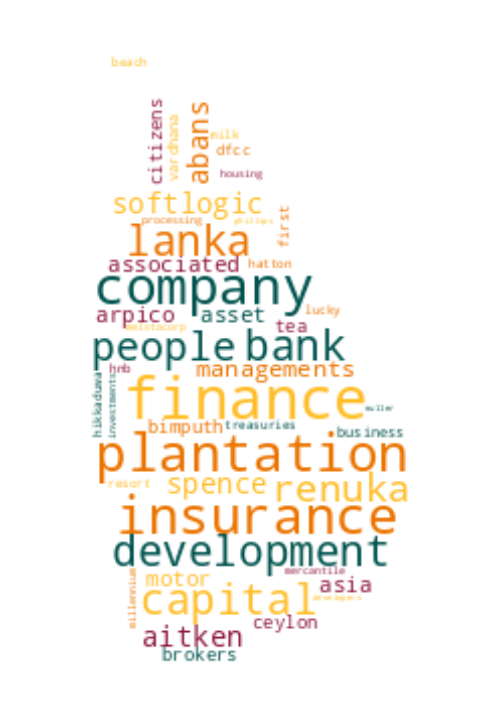 beach
citizens
vardhana
abans
milk
dfcc
housing
softlogic
processing
phillips
first
lanka
associated
hatton
company
arpico
asset
lucky
melstacorp
tea
people
bank
hnb
managements
hikkaduwa
investments
finance
muller
bimputh
treasuries
business
plantation
resort
spence
renuka
insurance
development
mercantile
millennium
motor
asia
capital
developers
ceylon
aitken
brokers